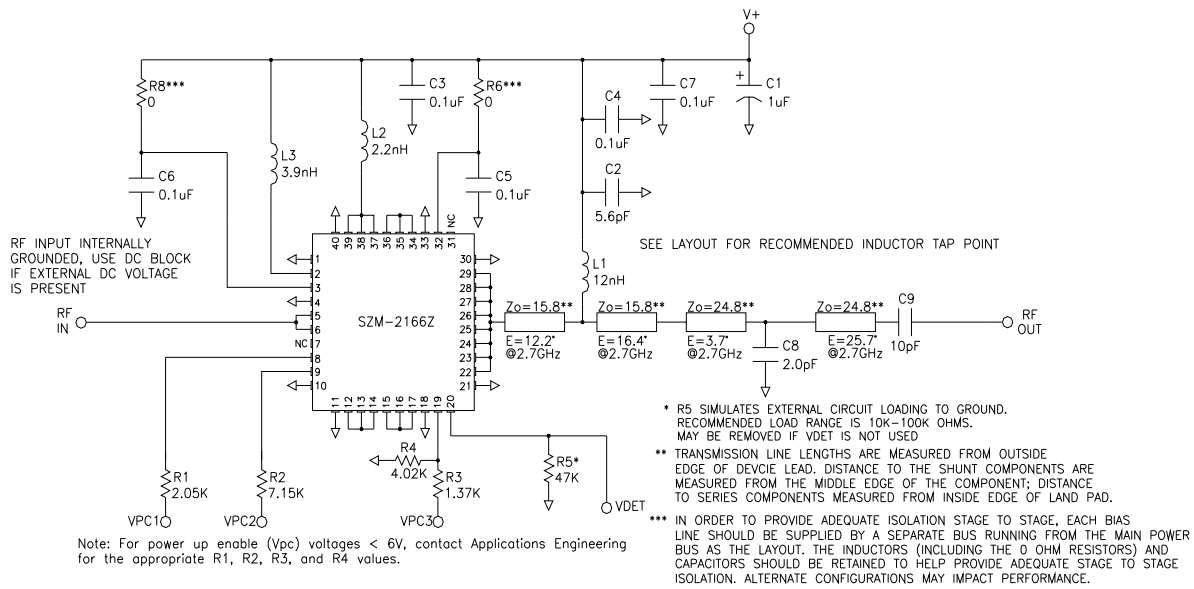 V+
R8***
0
C3
0.1uF
R6***
0
C7
0.1uF
+
C1
1uF
C4
0.1uF
L2
2.2nH
L3
3.9nH
C6
0.1uF
C5
0.1uF
C2
5.6pF
RF INPUT INTERNALLY
GROUNDED, USE DC BLOCK
IF EXTERNAL DC VOLTAGE
IS PRESENT
40 39 38 37 36 35 34 33 32 31 NC
SEE LAYOUT FOR RECOMMENDED INDUCTOR TAP POINT
L1
12nH
1
2
3
4
5
6
NC 7
8
9
10
30
29
28
27
26
25
24
23
22
21
SZM-2166Z
RF
IN
Zo=15.8** Zo=15.8** Zo=24.8** Zo=24.8**
C9
10pF
RF
OUT
E=12.2° E=16.4° E=3.7° E=25.7°
@2.7GHz @2.7GHz @2.7GHz @2.7GHz
C8
2.0pF
11 12 13 14 15 16 17 18 19 20
R4
4.02K
R3
1.37K
R5*
47K
R1
2.05K
R2
7.15K
VPC1
VPC2
VPC3
VDET
* R5 SIMULATES EXTERNAL CIRCUIT LOADING TO GROUND.
RECOMMENDED LOAD RANGE IS 10K-100K OHMS.
MAY BE REMOVED IF VDET IS NOT USED
** TRANSMISSION LINE LENGTHS ARE MEASURED FROM OUTSIDE
EDGE OF DEVCIE LEAD. DISTANCE TO THE SHUNT COMPONENTS ARE
MEASURED FROM THE MIDDLE EDGE OF THE COMPONENT; DISTANCE
TO SERIES COMPONENTS MEASURED FROM INSIDE EDGE OF LAND PAD.
*** IN ORDER TO PROVIDE ADEQUATE ISOLATION STAGE TO STAGE, EACH BIAS
LINE SHOULD BE SUPPLIED BY A SEPARATE BUS RUNNING FROM THE MAIN POWER
BUS AS THE LAYOUT. THE INDUCTORS (INCLUDING THE 0 OHM RESISTORS) AND
CAPACITORS SHOULD BE RETAINED TO HELP PROVIDE ADEQUATE STAGE TO STAGE
ISOLATION. ALTERNATE CONFIGURATIONS MAY IMPACT PERFORMANCE.
Note: For power up enable (Vpc) voltages < 6V, contact Applications Engineering
for the appropriate R1, R2, R3, and R4 values.